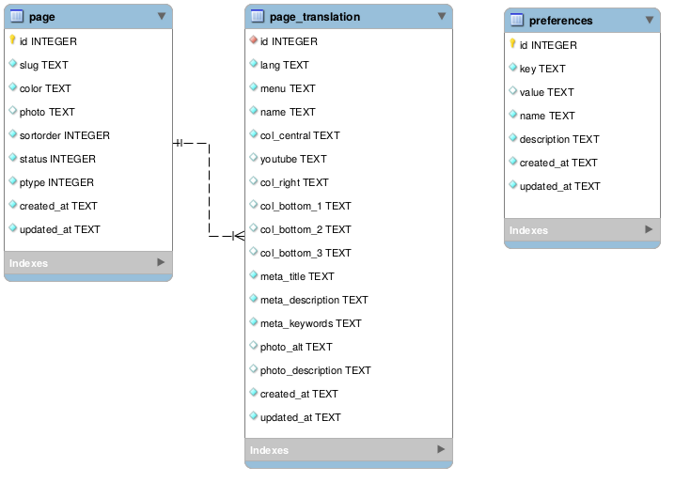 page
id INTEGER
slug TEXT
color TEXT
photo TEXT
sortorder INTEGER
status INTEGER
ptype INTEGER
created_at TEXT
updated_at TEXT
Indexes
page_translation
id INTEGER
lang TEXT
menu TEXT
name TEXT
col_central TEXT
youtube TEXT
col_right TEXT
col_bottom_1 TEXT
col_bottom_2 TEXT
col_bottom_3 TEXT
meta_title TEXT
meta_description TEXT
meta_keywords TEXT
photo_alt TEXT
photo_description TEXT
created_at TEXT
updated_at TEXT
Indexes
preferences
id INTEGER
key TEXT
value TEXT
name TEXT
description TEXT
created_at TEXT
updated_at TEXT
Indexes